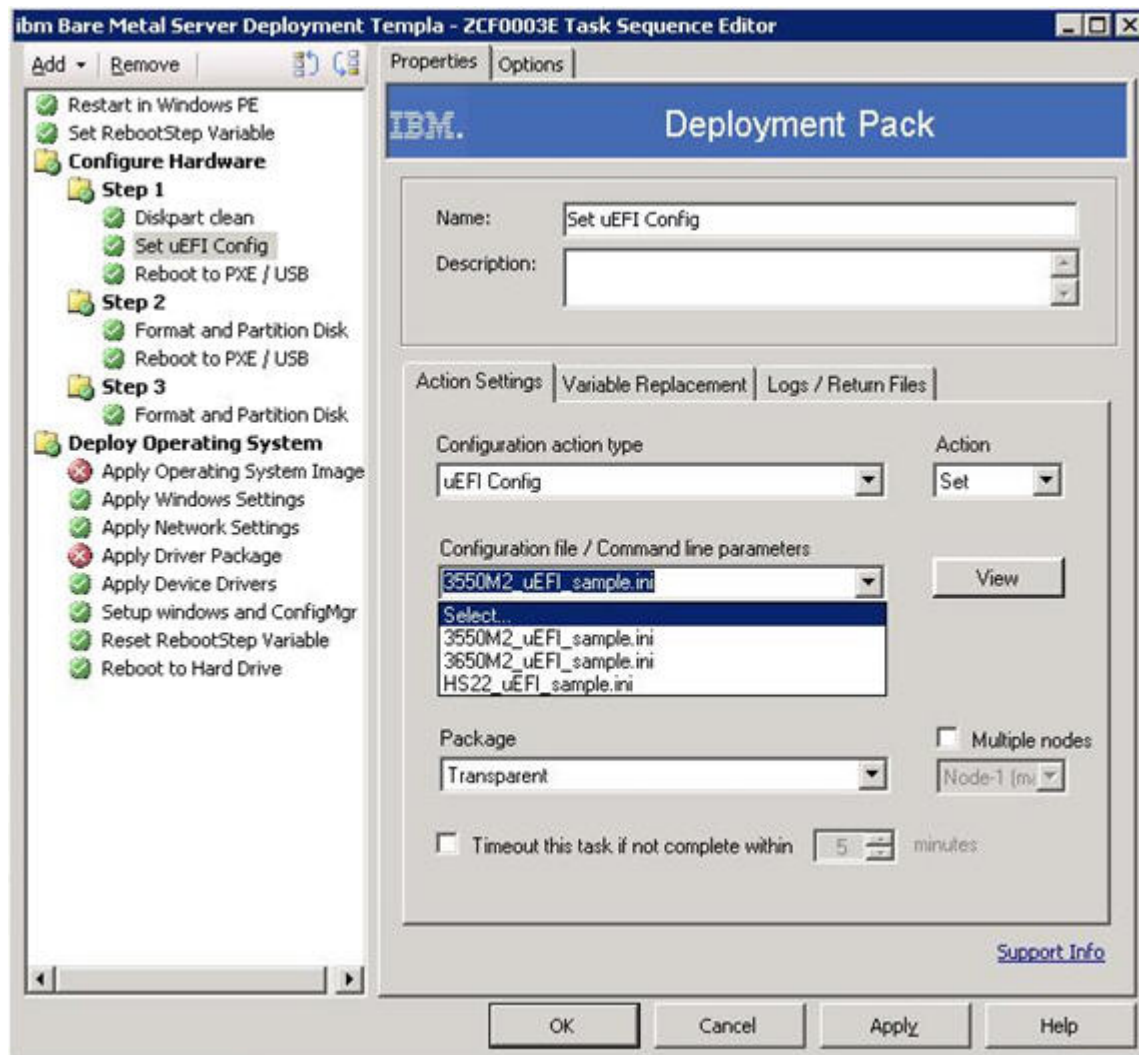 ibm Bare Metal Server Deployment Templa - ZCF0003E Task Sequence Editor
Add
Remove
Restart in Windows PE
Set RebootStep Variable
Configure Hardware
Step 1
Diskpart clean
Set uEFI Config
Reboot to PXE / USB
Step 2
Format and Partition Disk
Reboot to PXE / USB
Step 3
Format and Partition Disk
Deploy Operating System
Apply Operating System Image
Apply Windows Settings
Apply Network Settings
Apply Driver Package
Apply Device Drivers
Setup windows and ConfigMgr
Reset RebootStep Variable
Reboot to Hard Drive
Properties
Options
IBM.
Deployment Pack
Name:
Set uEFI Config
Description:
Action Settings
Variable Replacement
Logs / Return Files
Configuration action type
Action
uEFI Config
Set
Configuration file / Command line parameters
3550M2_uEFI_sample.ini
View
Select...
3550M2_uEFI_sample.ini
3650M2_uEFI_sample.ini
HS22_uEFI_sample.ini
Package
Multiple nodes
Transparent
Node-1 (ma
Timeout this task if not complete within 5 minutes
Support Info
OK
Cancel
Apply
Help